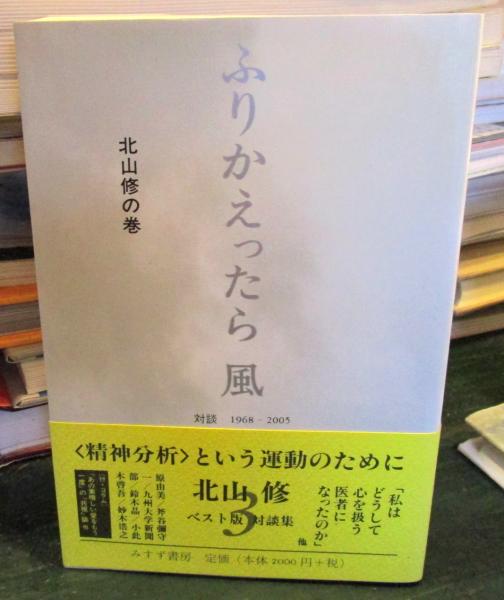 ふりかえったら 風
北山修の巻
対談 1968 - 2005
〈精神分析〉という運動のために
北山 修
3
ベスト版 対談集
「私は
どうして
心を扱う
医者に
なったのか」
他
原由美／斧谷彌守
一／九州大学新聞
部／鈴木晶／小此
木啓吾／妙木浩之
みすず書房 定価（本体2000円+税）